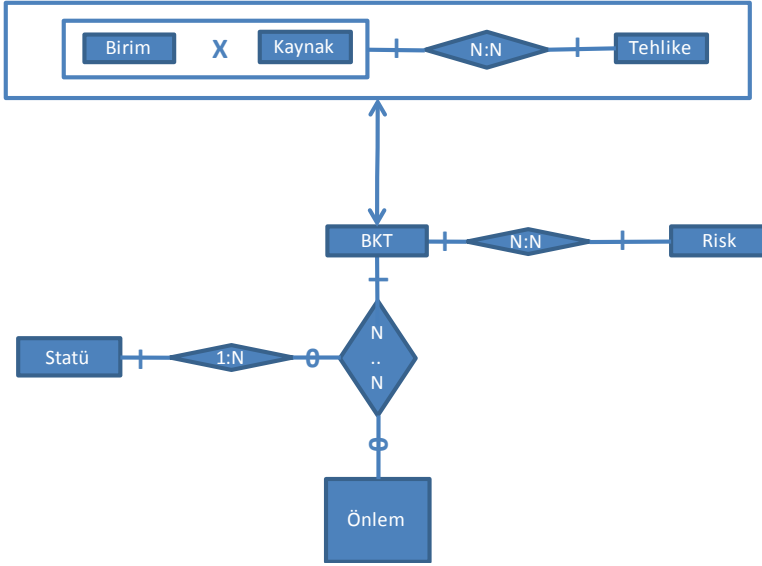 Birim
X
Kaynak
N:N
Tehlike
BKT
N:N
Risk
N
..
N
Statü
1:N
Önlem